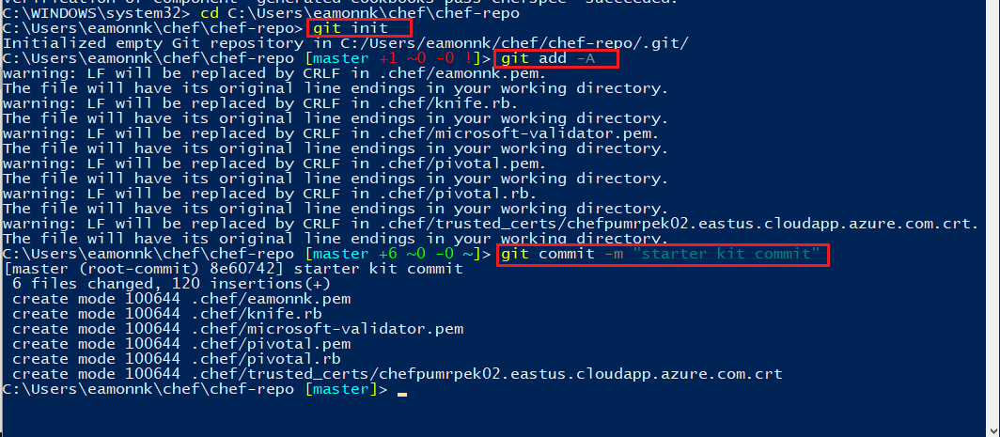 C:\WINDOWS\system32> cd C:\Users\eamonnk\chef\chef-repo
C:\Users\eamonnk\chef\chef-repo> git init
Initialized empty Git repository in C:/Users/eamonnk/chef/chef-repo/.git/
C:\Users\eamonnk\chef\chef-repo [master +1 ~0 -0 !]> git add -A
warning: LF will be replaced by CRLF in .chef/eamonnk.pem.
The file will have its original line endings in your working directory.
warning: LF will be replaced by CRLF in .chef/knife.rb.
The file will have its original line endings in your working directory.
warning: LF will be replaced by CRLF in .chef/microsoft-validator.pem.
The file will have its original line endings in your working directory.
warning: LF will be replaced by CRLF in .chef/pivotal.pem.
The file will have its original line endings in your working directory.
warning: LF will be replaced by CRLF in .chef/pivotal.rb.
The file will have its original line endings in your working directory.
warning: LF will be replaced by CRLF in .chef/trusted_certs/chefpumrpek02.eastus.cloudapp.azure.com.crt.
The file will have its original line endings in your working directory.
C:\Users\eamonnk\chef\chef-repo [master +6 ~0 -0 ~]> git commit -m "starter kit commit"
[master (root-commit) 8e60742] starter kit commit
 6 files changed, 120 insertions(+)
 create mode 100644 .chef/eamonnk.pem
 create mode 100644 .chef/knife.rb
 create mode 100644 .chef/microsoft-validator.pem
 create mode 100644 .chef/pivotal.pem
 create mode 100644 .chef/pivotal.rb
 create mode 100644 .chef/trusted_certs/chefpumrpek02.eastus.cloudapp.azure.com.crt
C:\Users\eamonnk\chef\chef-repo [master]> _